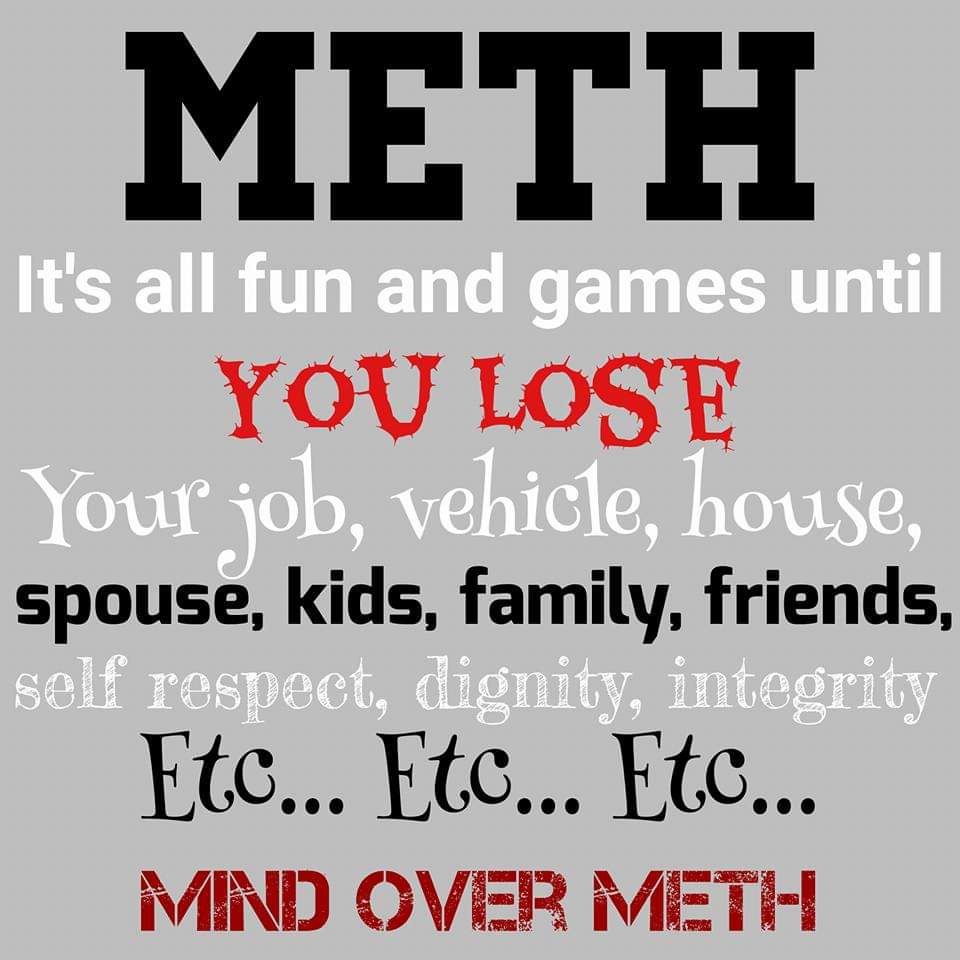 METH
It's all fun and games until
YOU LOSE
Your job, vehicle, house,
spouse, kids, family, friends,
self respect, dignity, integrity
Etc... Etc... Etc...
MIND OVER METH